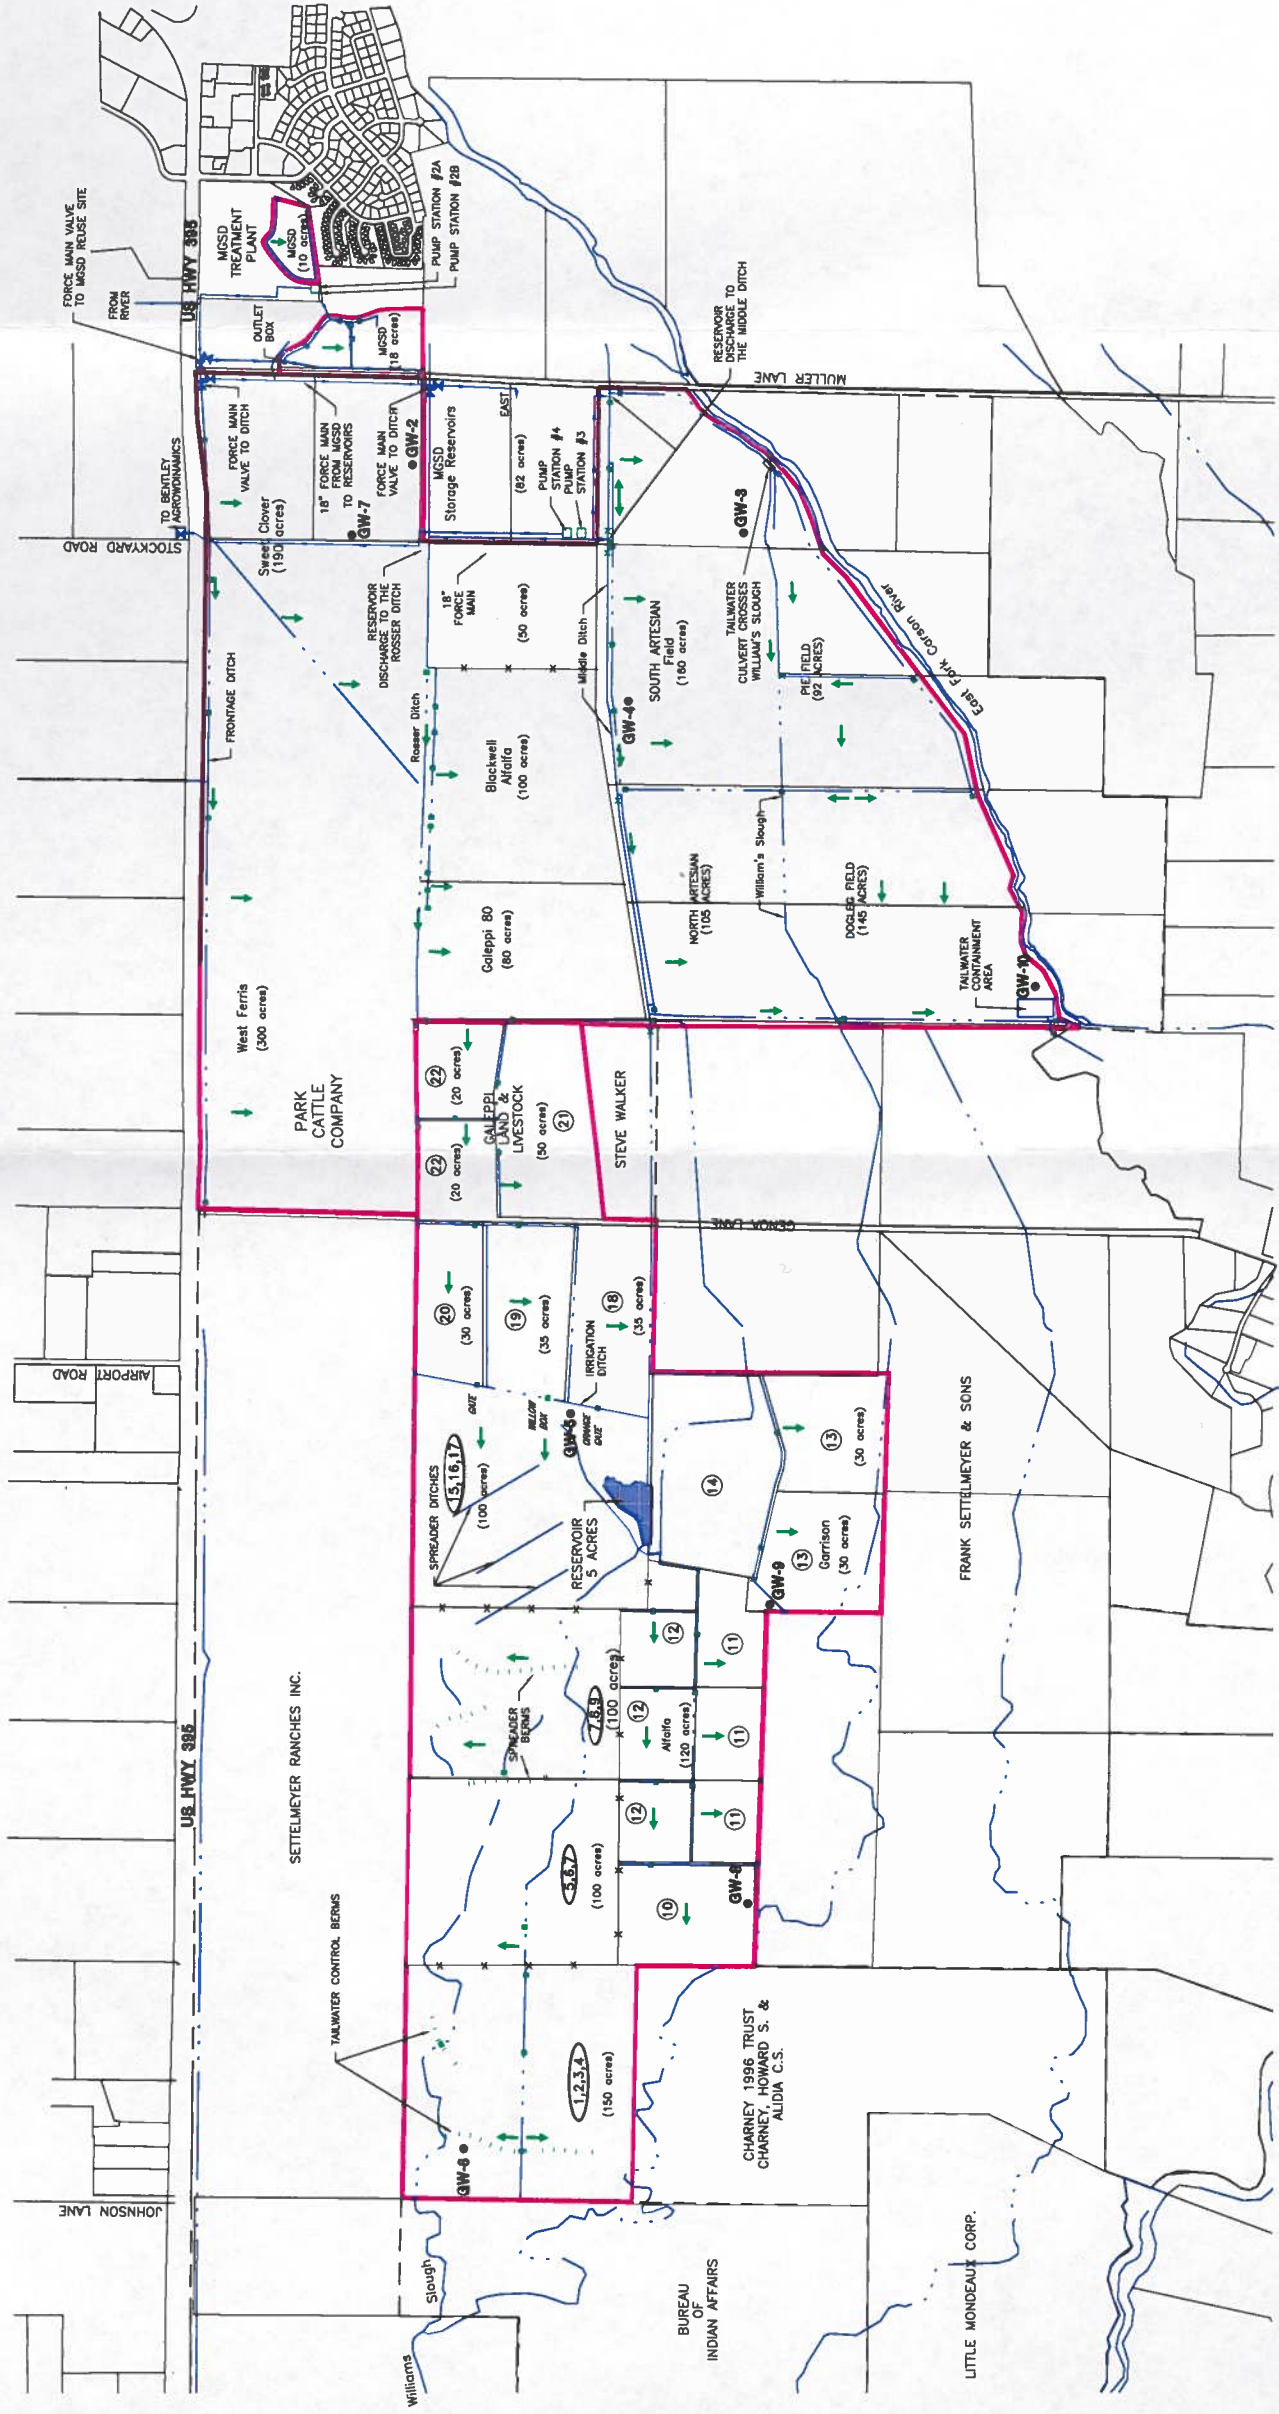 FORCE MAIN VALVE
TO MGSD REUSE SITE
FROM
RIVER
US HWY 395
MGSD
TREATMENT
PLANT
MGSD
(10 acres)
PUMP STATION #2A
PUMP STATION #2B
OUTLET
BOX
MGSD
(18 acres)
MULLER LANE
RESERVOIR
DISCHARGE TO
THE MIDDLE DITCH
TO BENTLEY
AGROWDYNAMICS
STOCKYARD ROAD
FORCE MAIN
VALVE TO DITCH
18" FORCE MAIN
FROM MGSD
TO RESERVOIRS
FORCE MAIN
VALVE TO DITCH
GW-2
GW-7
Sweet Clover
(190 acres)
MGSD
Storage Reservoirs
EAST
(82 acres)
PUMP
STATION #4
PUMP
STATION #3
GW-3
RESERVOIR
DISCHARGE TO THE
ROSSER DITCH
18"
FORCE
MAIN
(50 acres)
Middle Ditch
SOUTH ARTESIAN
Field
(160 acres)
TAILWATER
CULVERT CROSSES
WILLIAM'S SLOUGH
PIE FIELD
(92 ACRES)
East Fork Carson River
FRONTAGE DITCH
Rosser Ditch
Blackwell
Alfalfa
(100 acres)
GW-4
William's Slough
NORTH ARTESIAN
(105 ACRES)
DOGLEG FIELD
(145 ACRES)
Galeppi 80
(80 acres)
TAILWATER
CONTAINMENT
AREA
GW-10
West Ferris
(300 acres)
PARK
CATTLE
COMPANY
22
(20 acres)
22
(20 acres)
GALEPPI
LAND &
LIVESTOCK
(50 acres)
21
STEVE WALKER
GENOA LANE
20
(30 acres)
19
(35 acres)
18
(35 acres)
IRRIGATION
DITCH
AIRPORT
ROAD
GATE
WILLOW
BOX
GW-5
ORANGE
GATE
SPREADER DITCHES
15,16,17
(100 acres)
RESERVOIR
5 ACRES
14
13
(30 acres)
13
Garrison
(30 acres)
GW-9
FRANK SETTELMEYER & SONS
SETTELMEYER RANCHES INC.
US HWY 395
SPREADER
BERMS
7,8,9
(100 acres)
12
11
12
Alfalfa
(120 acres)
11
12
11
5,6,7
(100 acres)
10
GW-8
TAILWATER CONTROL BERMS
1,2,3,4
(150 acres)
GW-6
CHARNEY 1996 TRUST
CHARNEY, HOWARD S. &
ALIDIA C.S.
JOHNSON LANE
Williams
Slough
BUREAU
OF
INDIAN AFFAIRS
LITTLE MONDEAUX CORP.